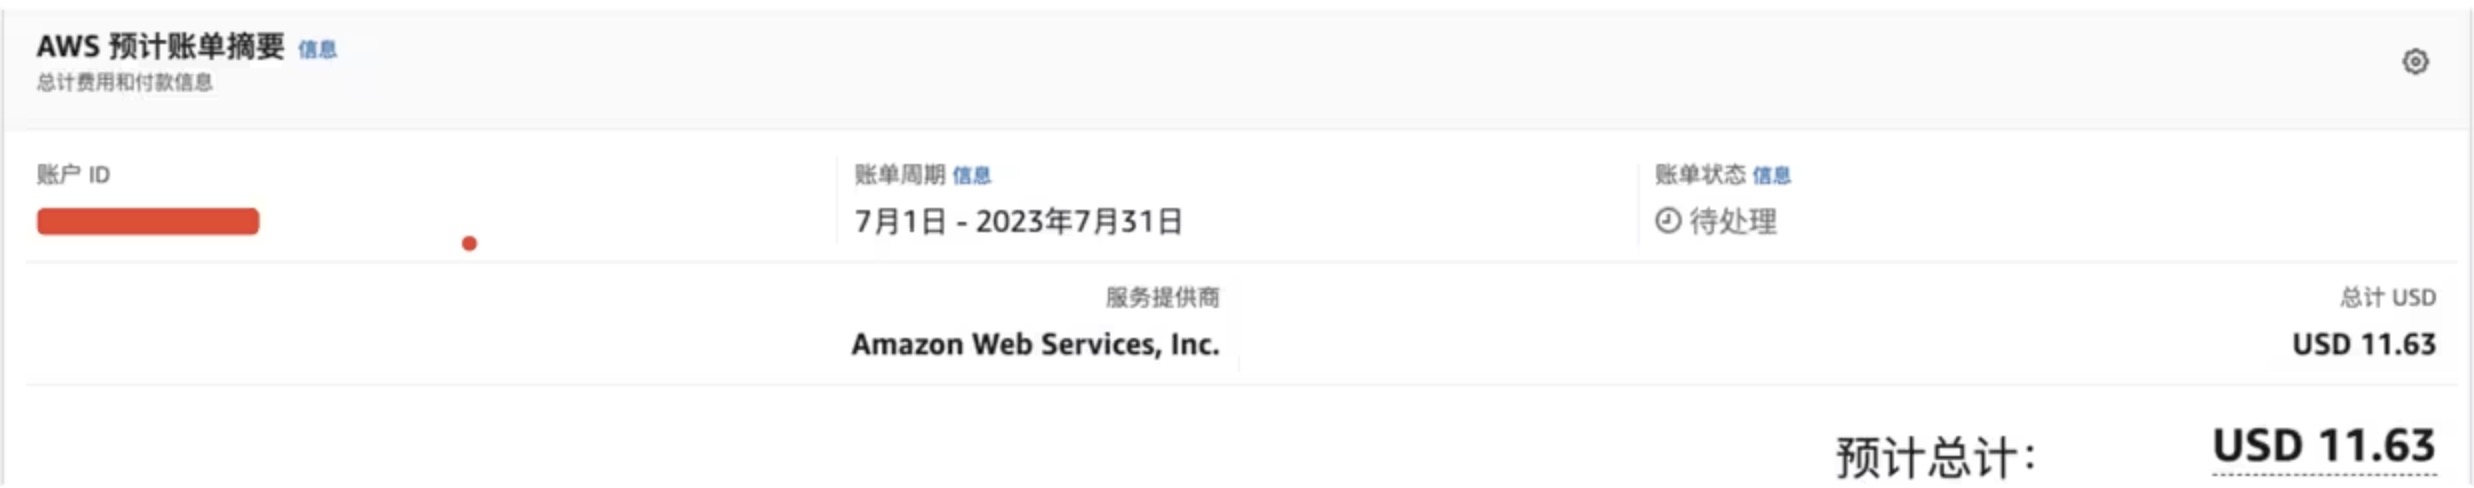 AWS 预计账单摘要 信息
总计费用和付款信息
账户 ID
账单周期 信息
7月1日 - 2023年7月31日
账单状态 信息
待处理
服务提供商
Amazon Web Services, Inc.
总计 USD
USD 11.63
预计总计: USD 11.63